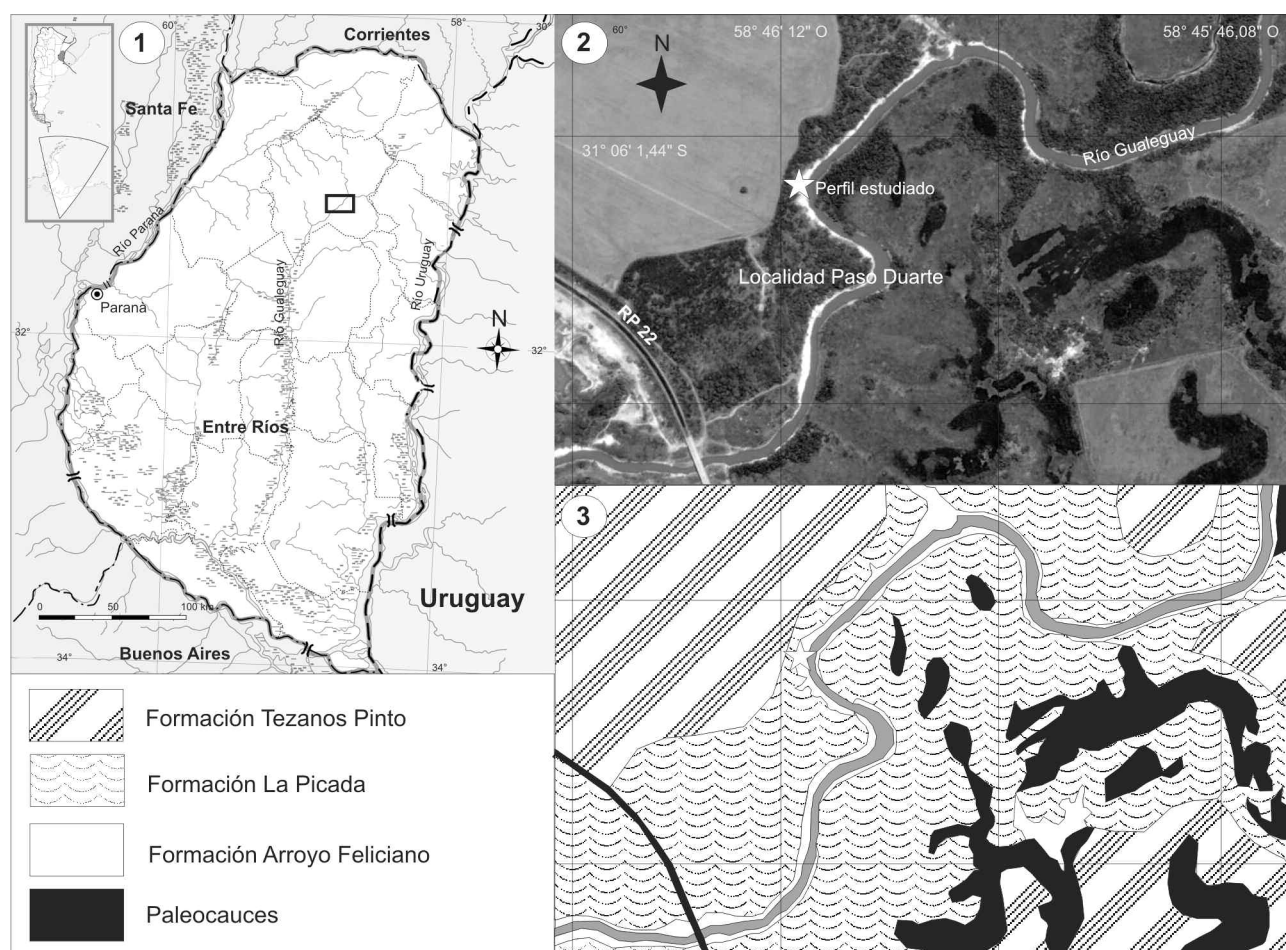 1
60°
58°
30°
Corrientes
Santa Fe
Río Paraná
Paraná
Río Gualeguay
Río Uruguay
32°
N
32°
Entre Ríos
Uruguay
0 50 100 km
Buenos Aires
34°
34°
2
60°
58° 46' 12" O
58° 45' 46,08" O
N
31° 06' 1,44" S
Río Gualeguay
Perfil estudiado
Localidad Paso Duarte
RP 22
3
Formación Tezanos Pinto
Formación La Picada
Formación Arroyo Feliciano
Paleocauces